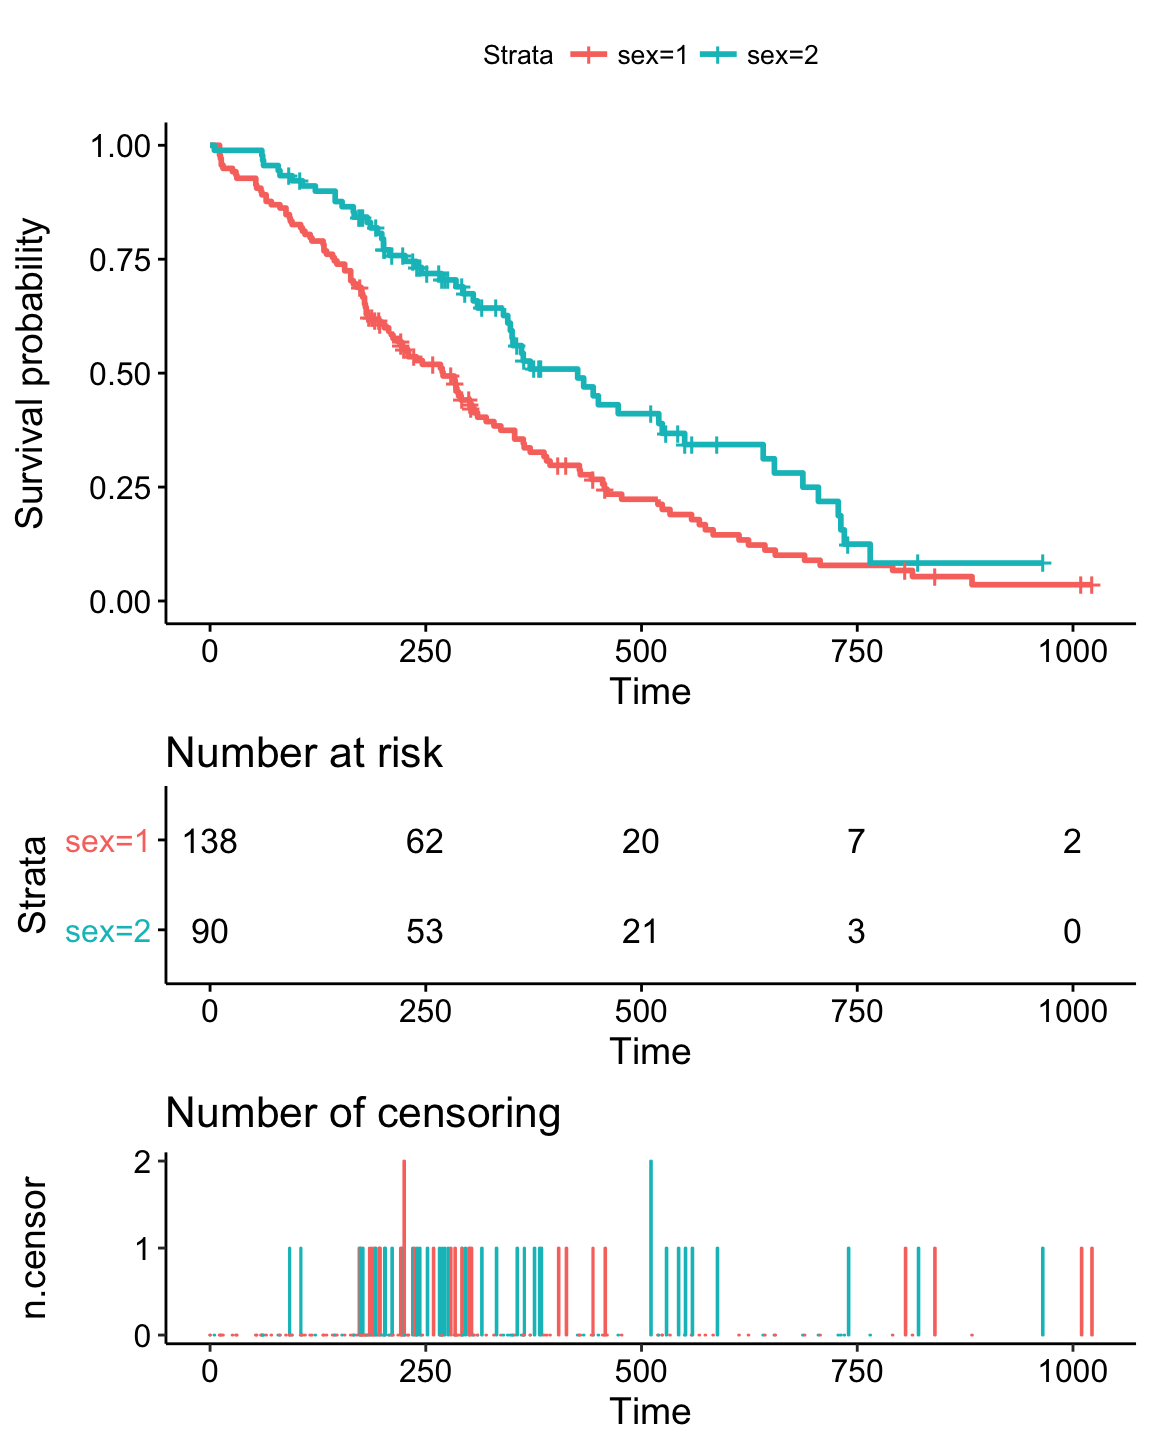 Strata sex=1 sex=2
Survival probability
1.00
0.75
0.50
0.25
0.00
0 250 500 750 1000
Time
Number at risk
Strata
sex=1 138 62 20 7 2
sex=2 90 53 21 3 0
0 250 500 750 1000
Time
Number of censoring
n.censor
2
1
0
0 250 500 750 1000
Time